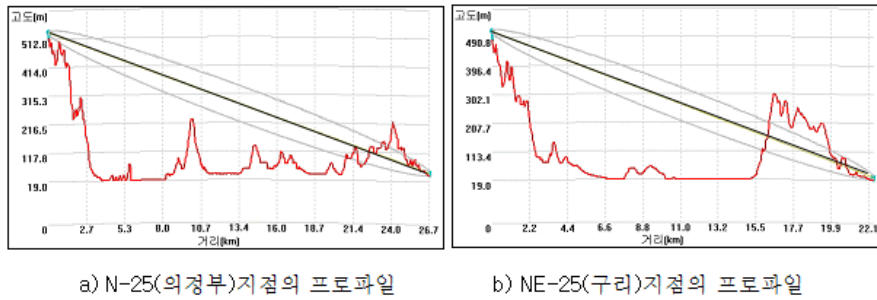 고도[m]
512.8
414.0
315.3
216.5
117.8
19.0
0 2.7 5.3 8.0 10.7 13.4 16.0 18.7 21.4 24.0 26.7
거리[km]
a) N-25(의정부)지점의 프로파일
고도[m]
490.8
396.4
302.1
207.7
113.4
19.0
0 2.2 4.4 6.6 8.8 11.0 13.3 15.5 17.7 19.9 22.1
거리[km]
b) NE-25(구리)지점의 프로파일